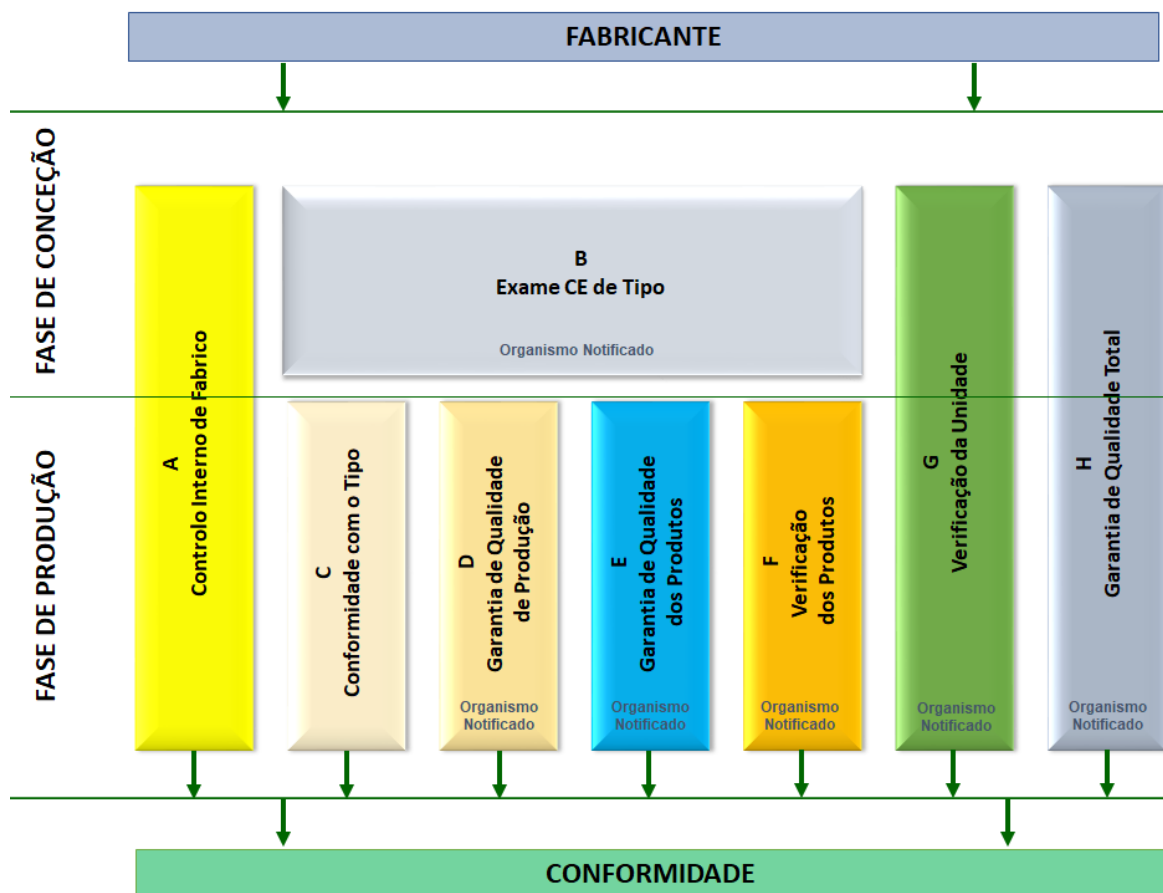 FABRICANTE
FASE DE CONCEÇÃO
FASE DE PRODUÇÃO
A
Controlo Interno de Fabrico
B
Exame CE de Tipo
Organismo Notificado
C
Conformidade com o Tipo
D
Garantia de Qualidade
de Produção
Organismo
Notificado
E
Garantia de Qualidade
dos Produtos
Organismo
Notificado
F
Verificação
dos Produtos
Organismo
Notificado
G
Verificação da Unidade
Organismo
Notificado
H
Garantia de Qualidade Total
Organismo
Notificado
CONFORMIDADE